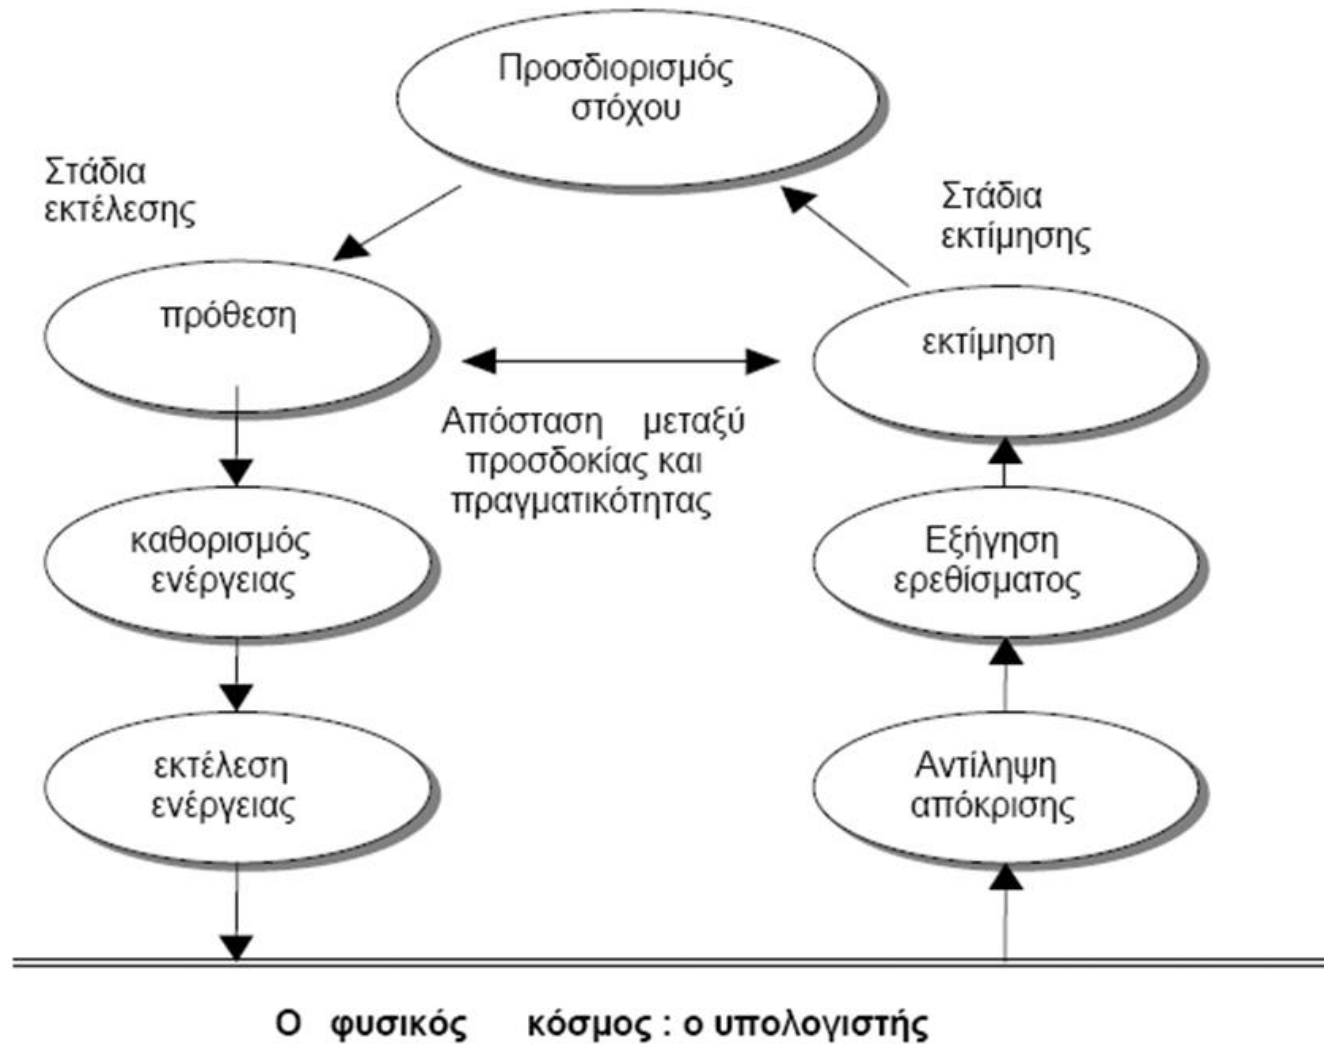 Προσδιορισμός
στόχου
Στάδια
εκτέλεσης
Στάδια
εκτίμησης
πρόθεση
εκτίμηση
Απόσταση μεταξύ
προσδοκίας και
πραγματικότητας
καθορισμός
ενέργειας
Εξήγηση
ερεθίσματος
εκτέλεση
ενέργειας
Αντίληψη
απόκρισης
Ο φυσικός κόσμος : ο υπολογιστής